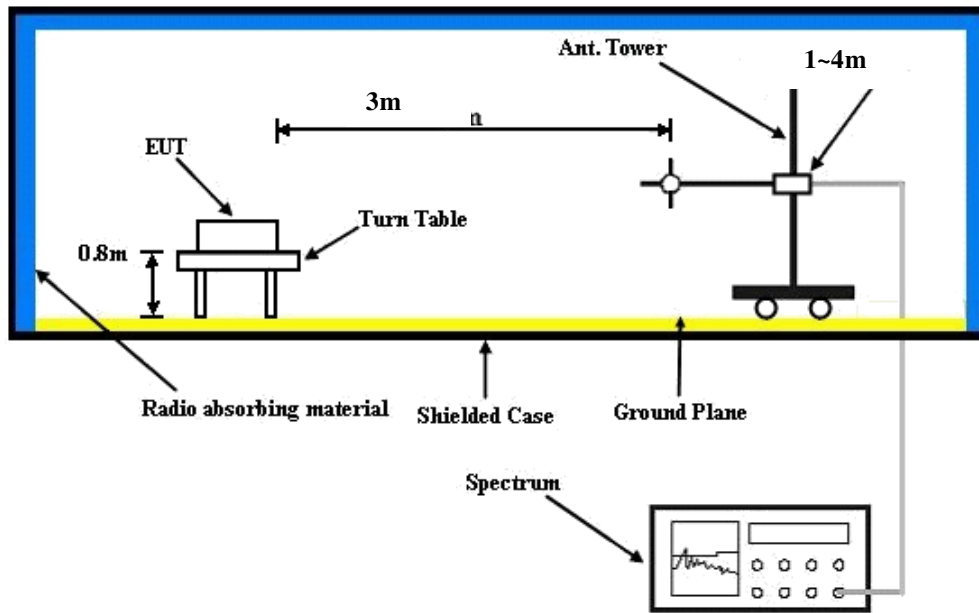 Ant. Tower
1~4m
3m
n
EUT
Turn Table
0.8m
Radio absorbing material
Shielded Case
Ground Plane
Spectrum